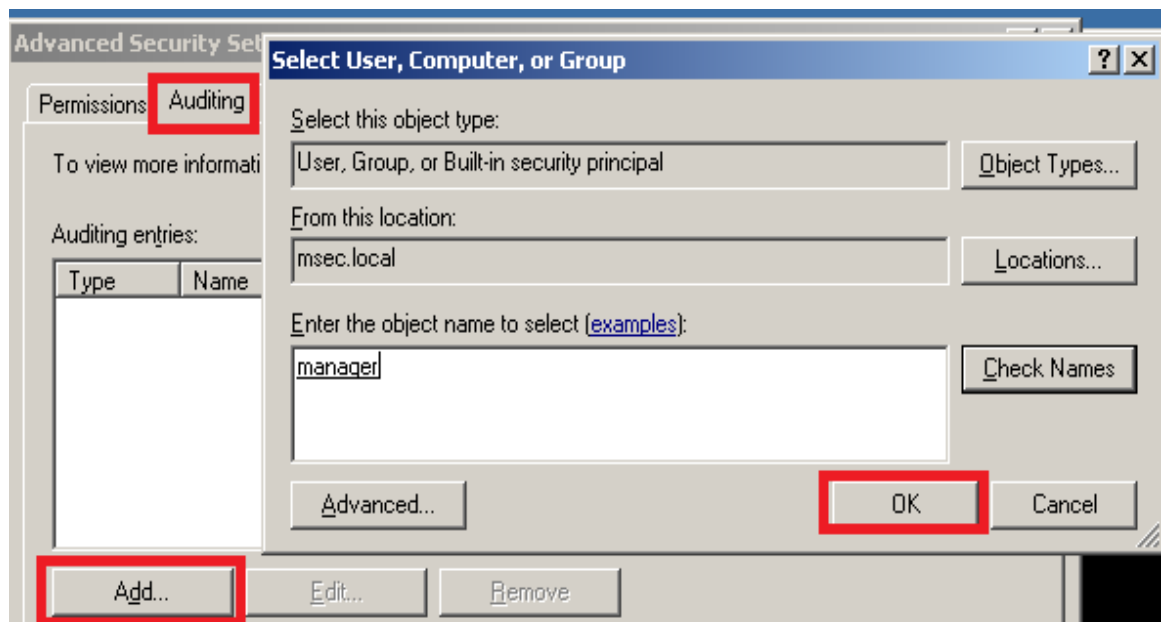 Advanced Security Set
Select User, Computer, or Group
Permissions Auditing
To view more informati
Auditing entries:
Type Name
Select this object type:
User, Group, or Built-in security principal
Object Types...
From this location:
msec.local
Locations...
Enter the object name to select (examples):
manager
Check Names
Advanced...
OK
Cancel
Add...
Edit...
Remove